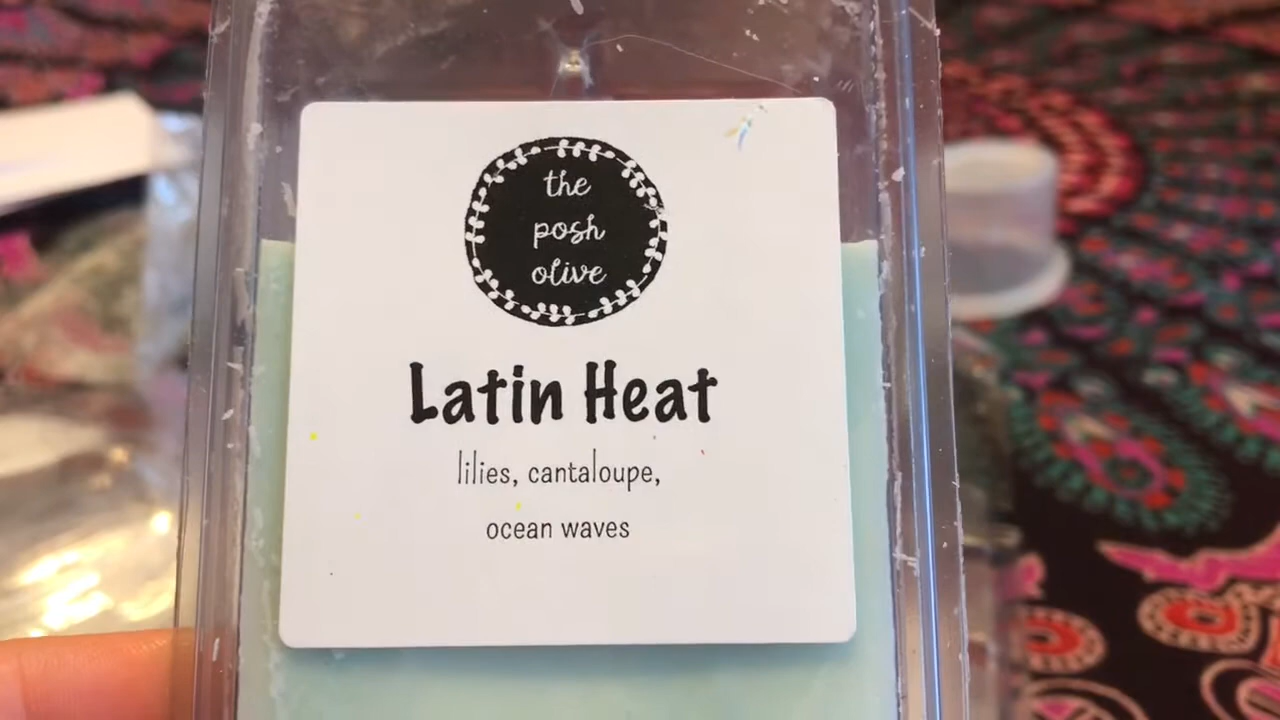 the
posh
olive
Latin Heat
lilies, cantaloupe,
ocean waves